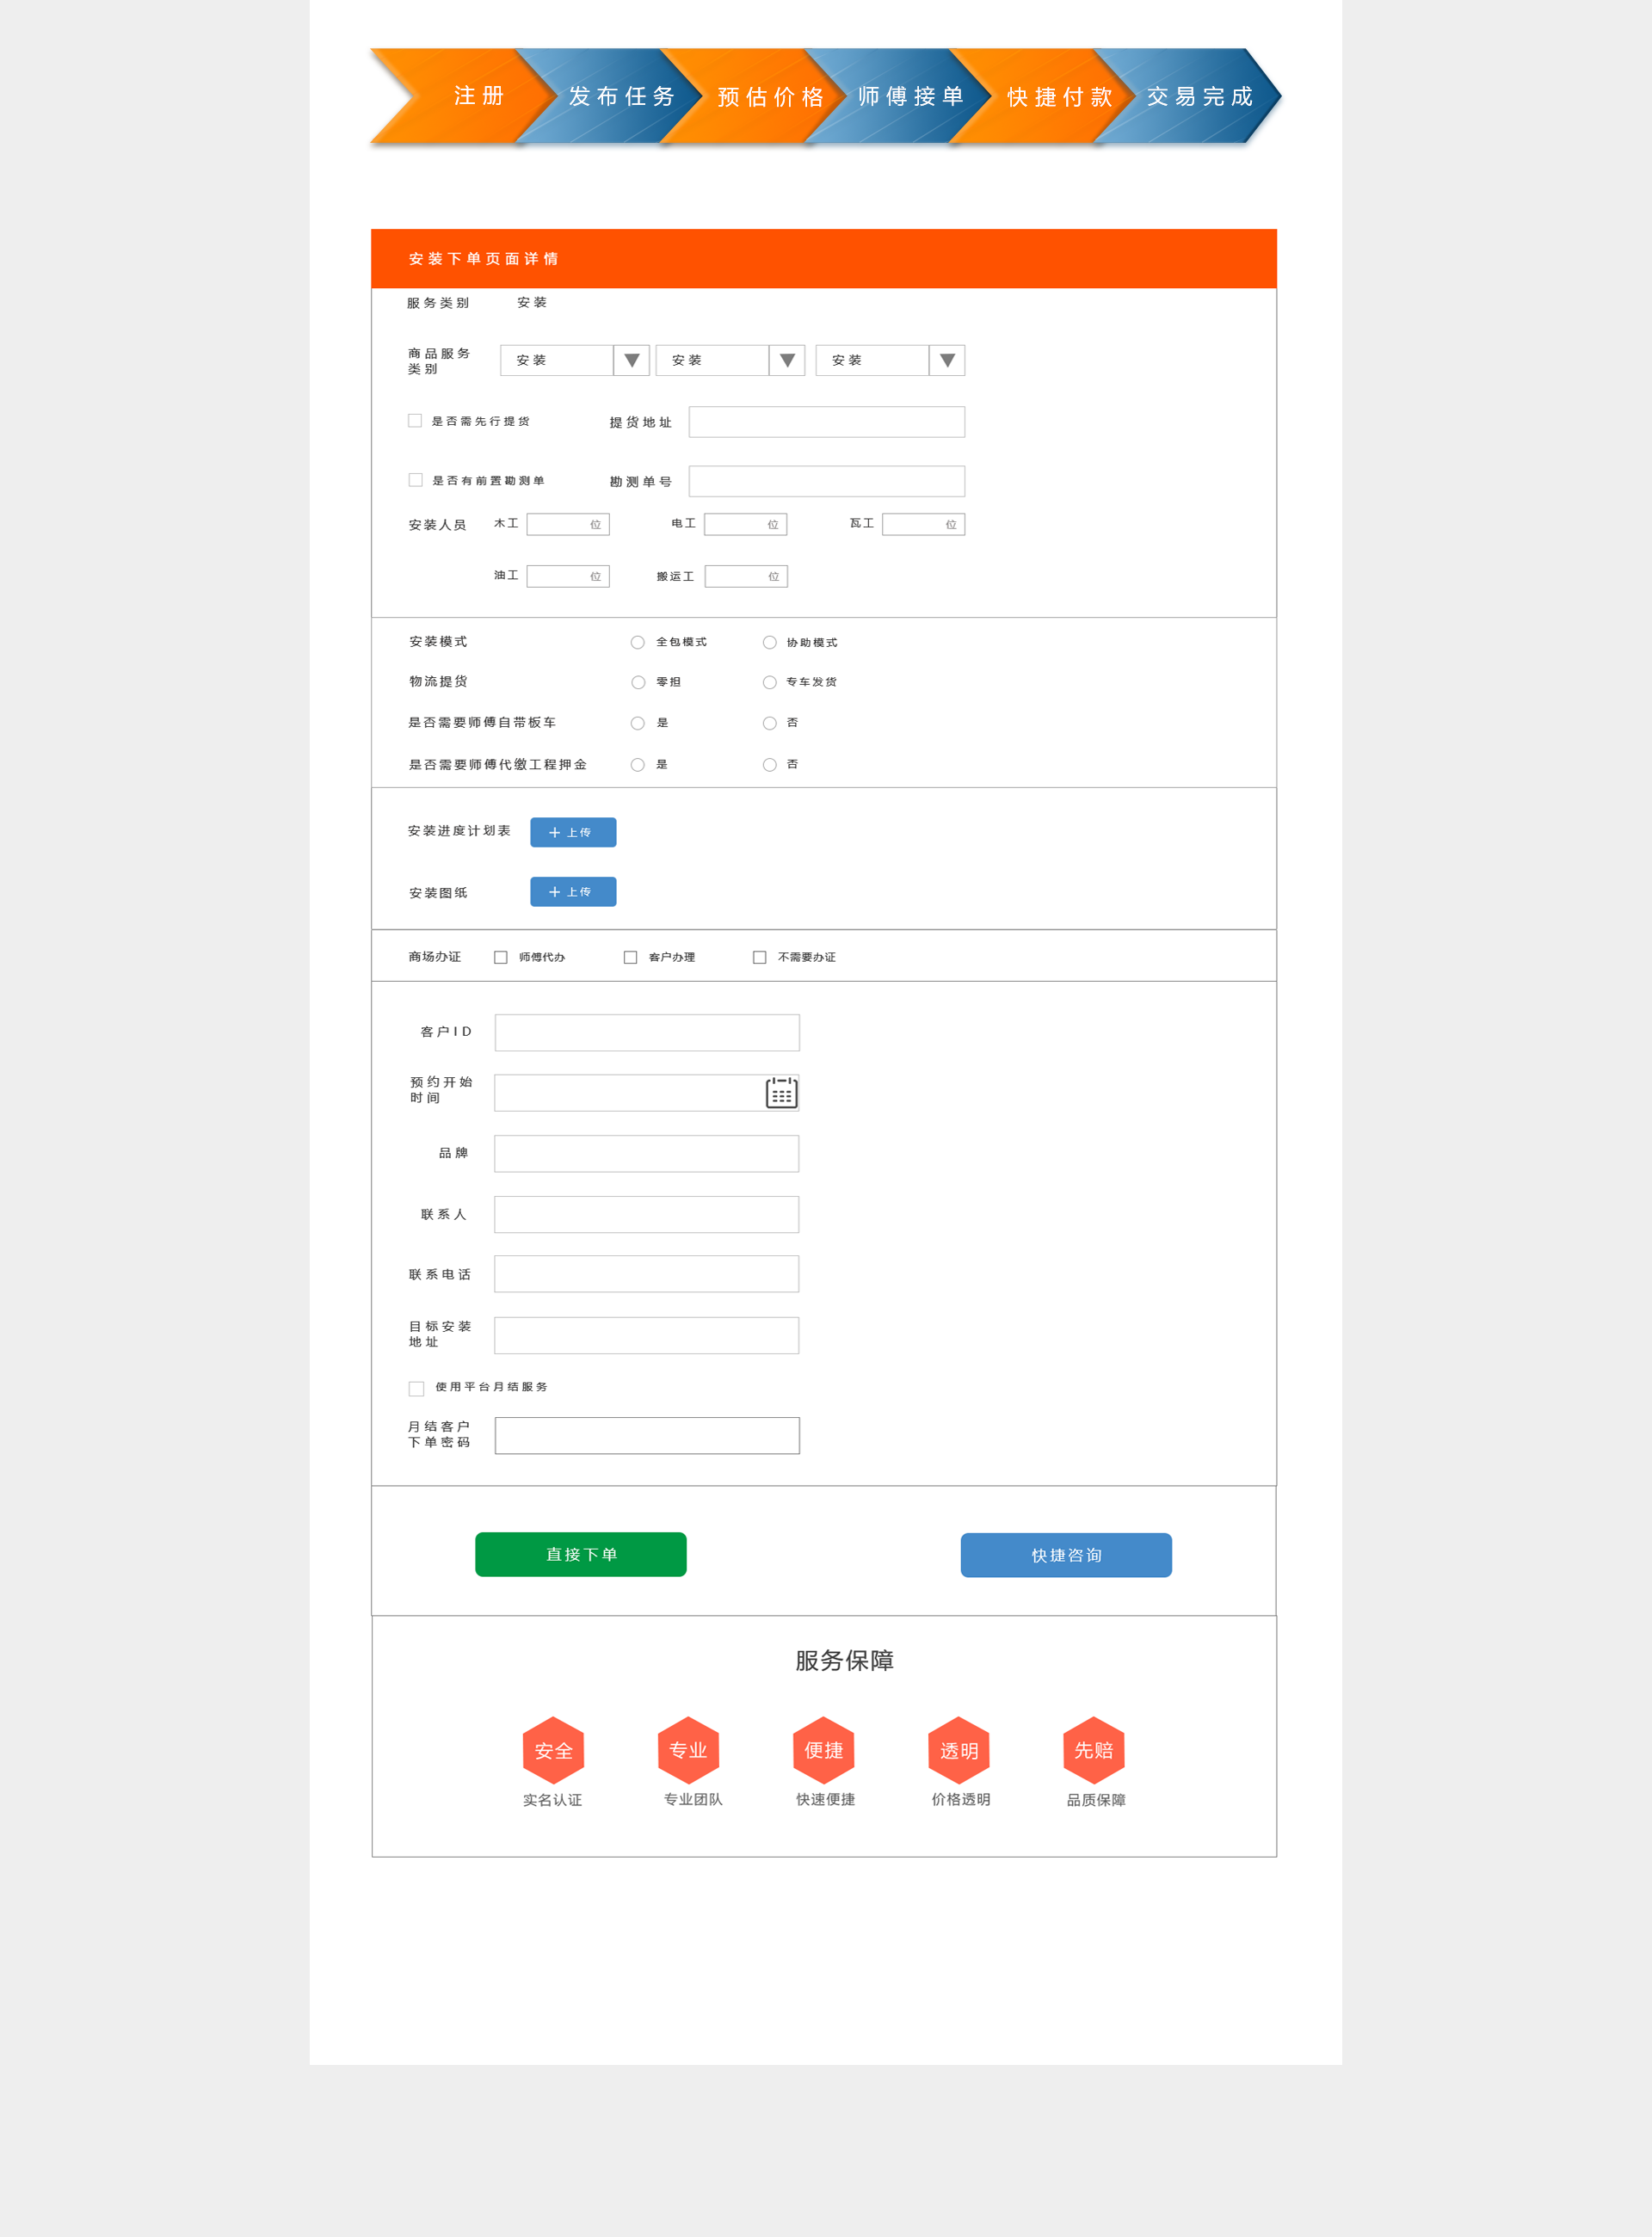 注册 发布任务 预估价格 师傅接单 快捷付款 交易完成
安装下单页面详情
服务类别 安装
商品服务
类别
安装 安装 安装
是否需先行提货 提货地址
是否有前置勘测单 勘测单号
安装人员 木工 位 电工 位 瓦工 位
油工 位 搬运工 位
安装模式 全包模式 协助模式
物流提货 零担 专车发货
是否需要师傅自带板车 是 否
是否需要师傅代缴工程押金 是 否
安装进度计划表 + 上传
安装图纸 + 上传
商场办证 师傅代办 客户办理 不需要办证
客户ID
预约开始
时间
品牌
联系人
联系电话
目标安装
地址
使用平台月结服务
月结客户
下单密码
直接下单 快捷咨询
服务保障
安全 专业 便捷 透明 先赔
实名认证 专业团队 快速便捷 价格透明 品质保障